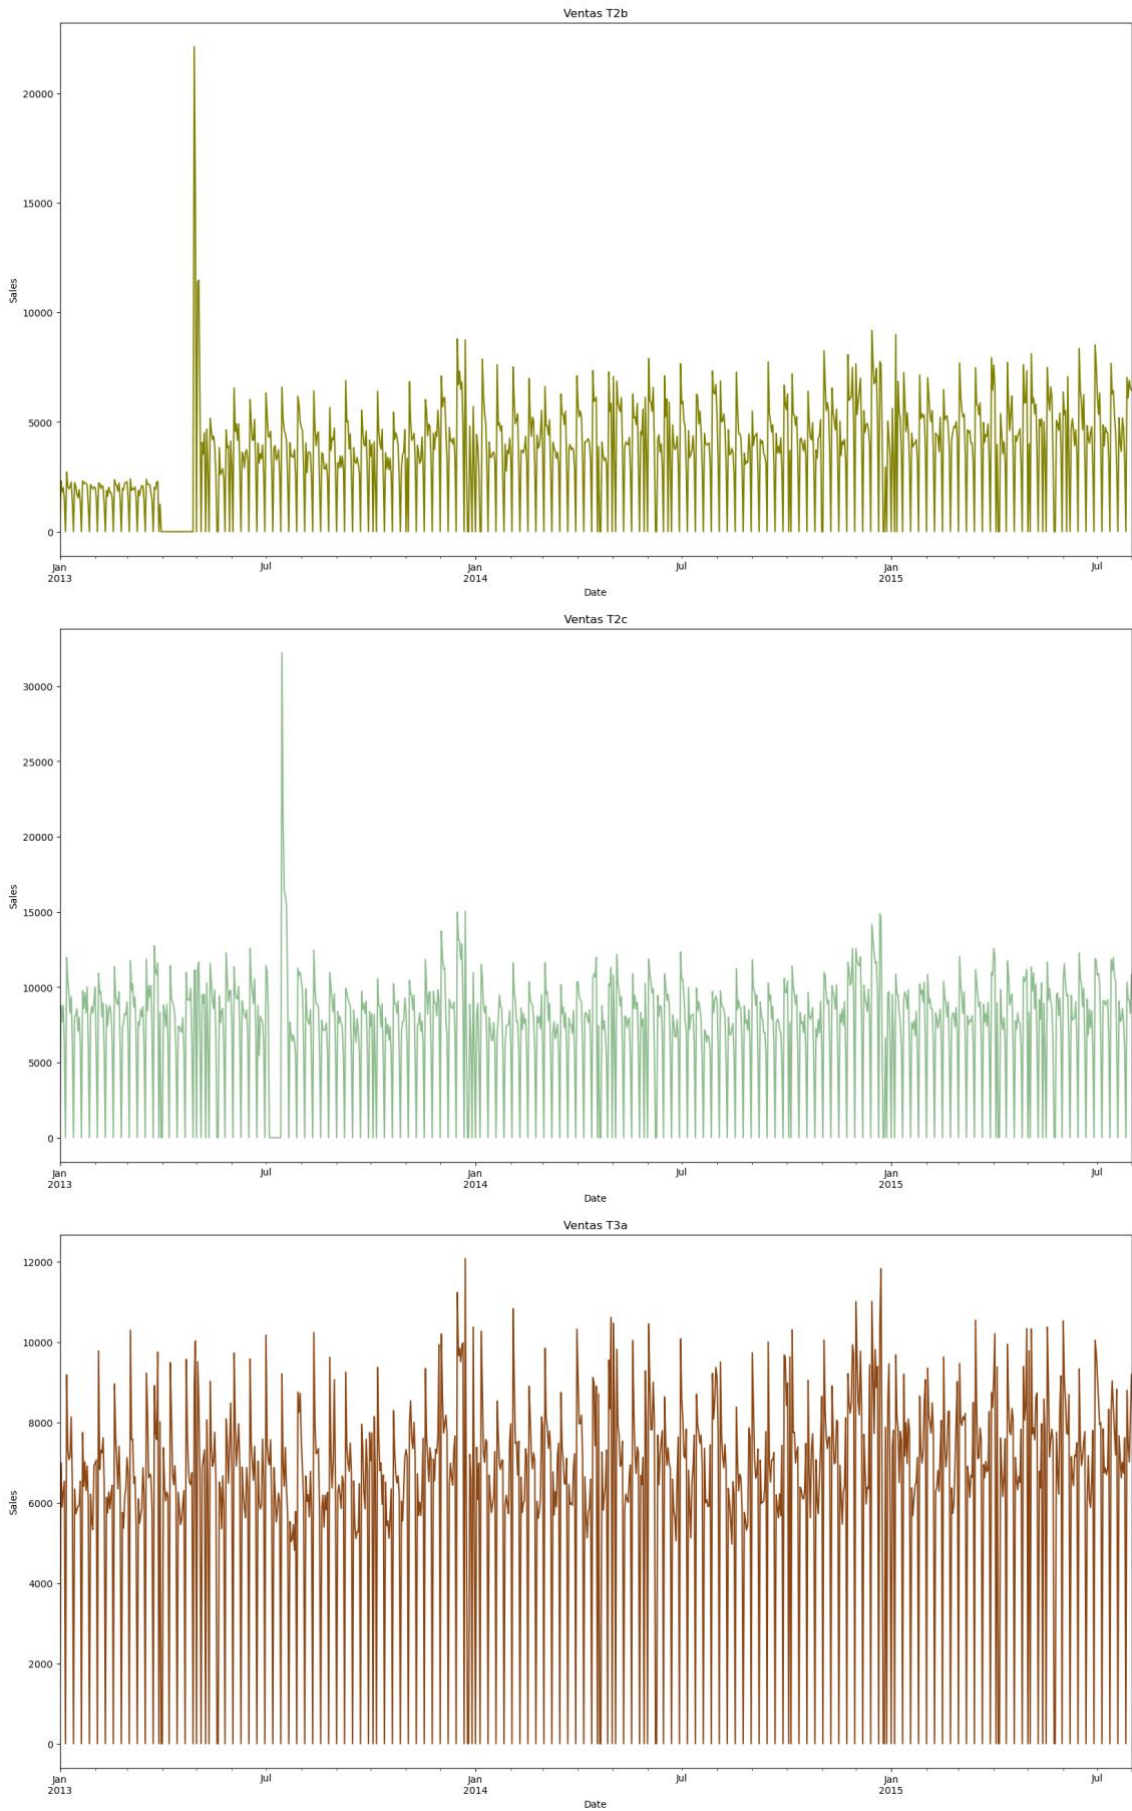 Ventas T2b
20000
15000
10000
5000
0
Sales
Jan
2013
Jul
Jan
2014
Jul
Jan
2015
Jul
Date
Ventas T2c
30000
25000
20000
15000
10000
5000
0
Sales
Jan
2013
Jul
Jan
2014
Jul
Jan
2015
Jul
Date
Ventas T3a
12000
10000
8000
6000
4000
2000
0
Sales
Jan
2013
Jul
Jan
2014
Jul
Jan
2015
Jul
Date